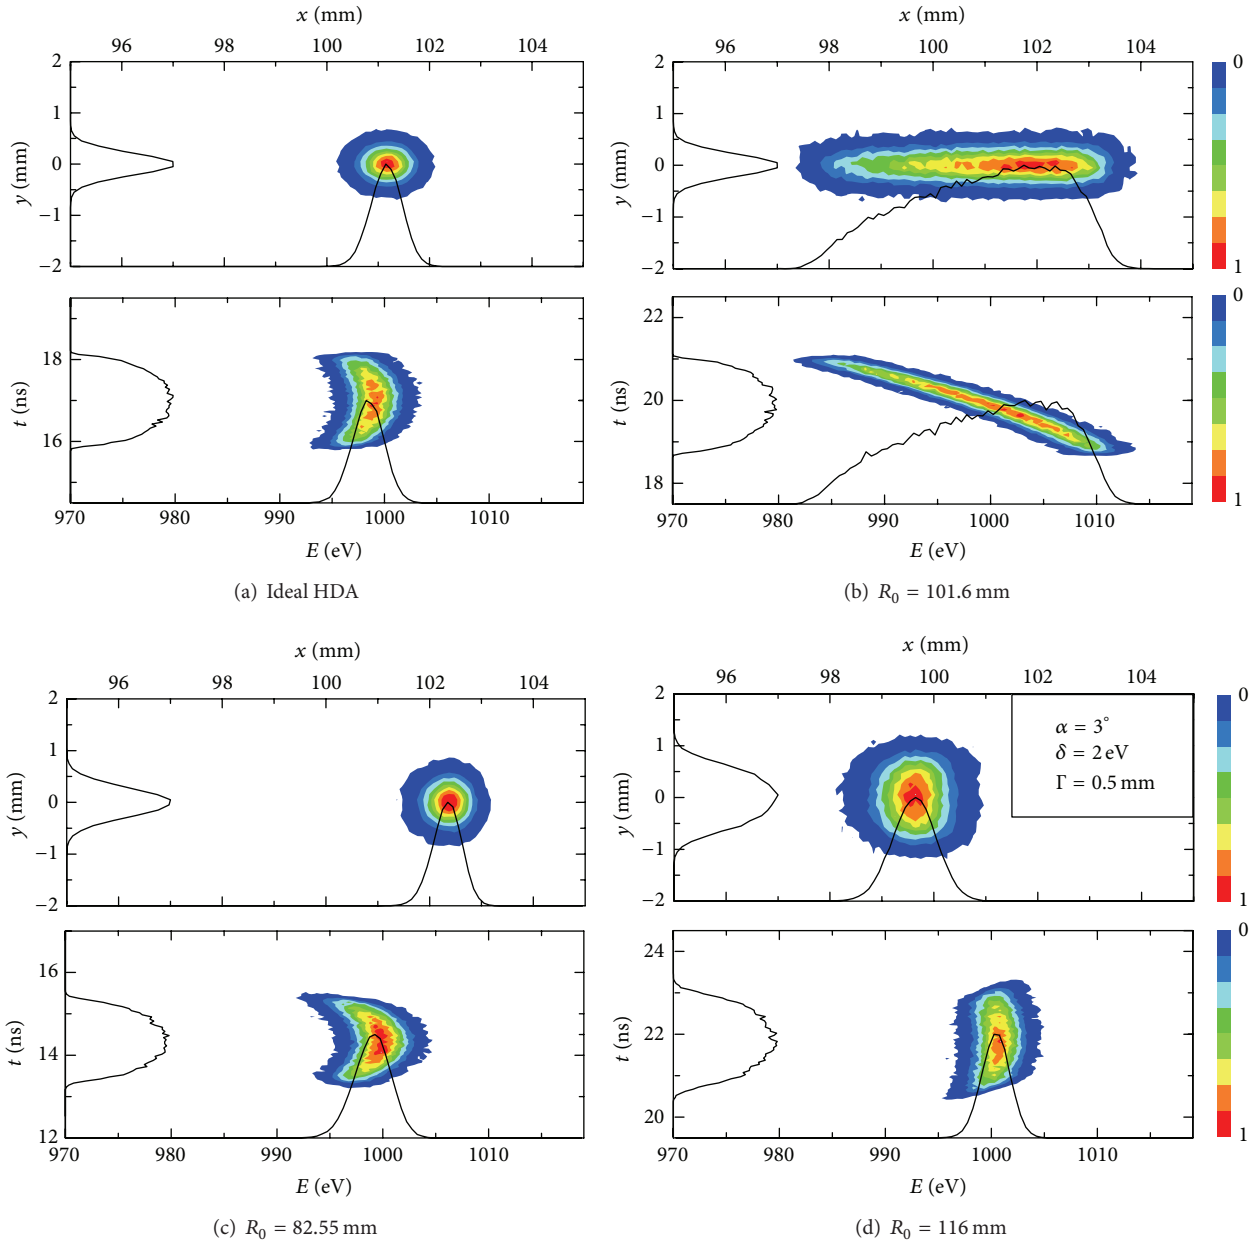 x (mm)
96 98 100 102 104
2
1
0
−1
−2
y (mm)
18
16
t (ns)
970 980 990 1000 1010
E (eV)
(a) Ideal HDA
x (mm)
96 98 100 102 104
2
1
0
−1
−2
y (mm)
0
1
22
20
18
t (ns)
0
1
970 980 990 1000 1010
E (eV)
(b) R₀ = 101.6 mm
x (mm)
96 98 100 102 104
2
1
0
−1
−2
y (mm)
16
14
12
t (ns)
970 980 990 1000 1010
E (eV)
(c) R₀ = 82.55 mm
x (mm)
96 98 100 102 104
2
1
0
−1
−2
y (mm)
α = 3°
δ = 2 eV
Γ = 0.5 mm
0
1
24
22
20
t (ns)
0
1
970 980 990 1000 1010
E (eV)
(d) R₀ = 116 mm